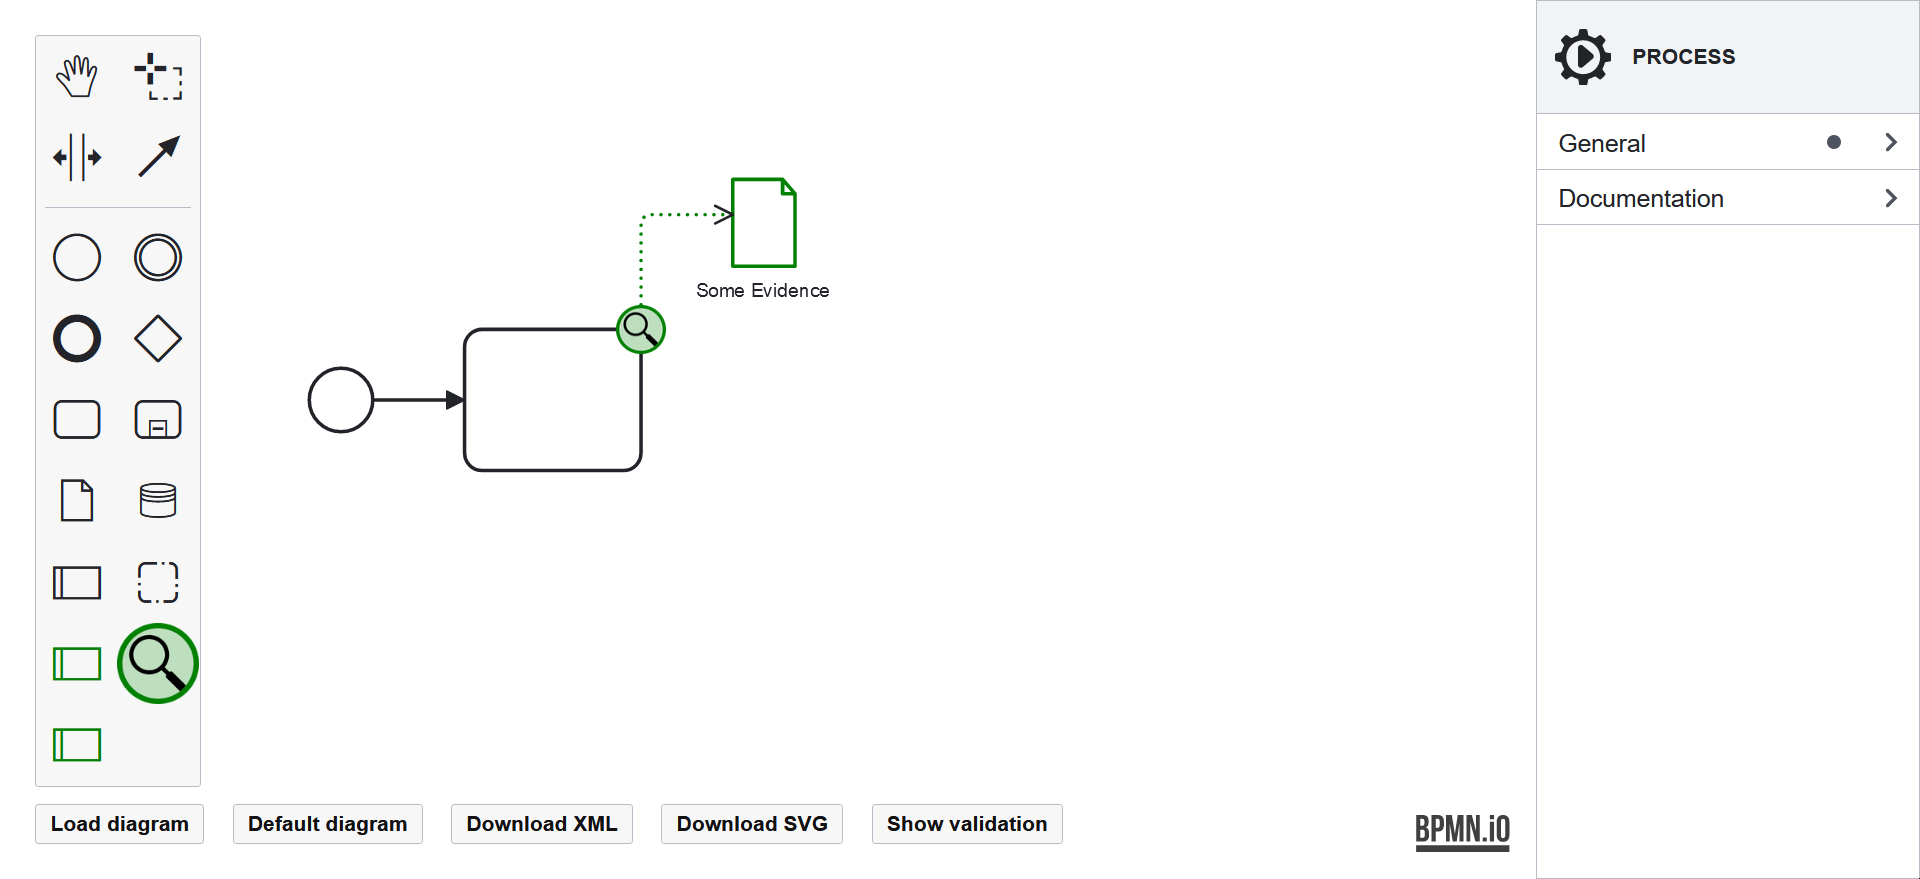 PROCESS
General
Documentation
Some Evidence
Load diagram
Default diagram
Download XML
Download SVG
Show validation
BPMN.iO